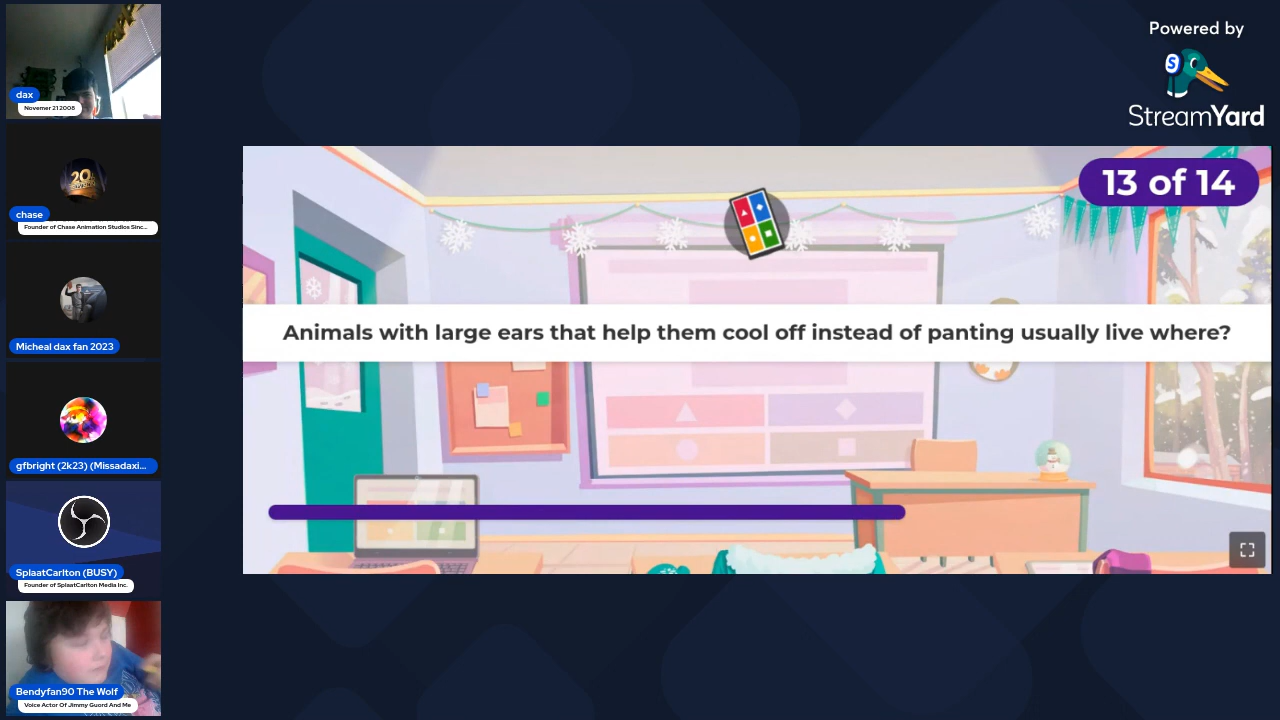 dax
Novemer 21 2008
chase
Founder of Chase Animation Studios Sinc...
Micheal dax fan 2023
gfbright (2k23) (Missadaxi...
SplaatCarlton (BUSY)
Founder of SplaatCarlton Media Inc.
Bendyfan90 The Wolf
Voice Actor Of Jimmy Guord And Me
Powered by
StreamYard
13 of 14
Animals with large ears that help them cool off instead of panting usually live where?